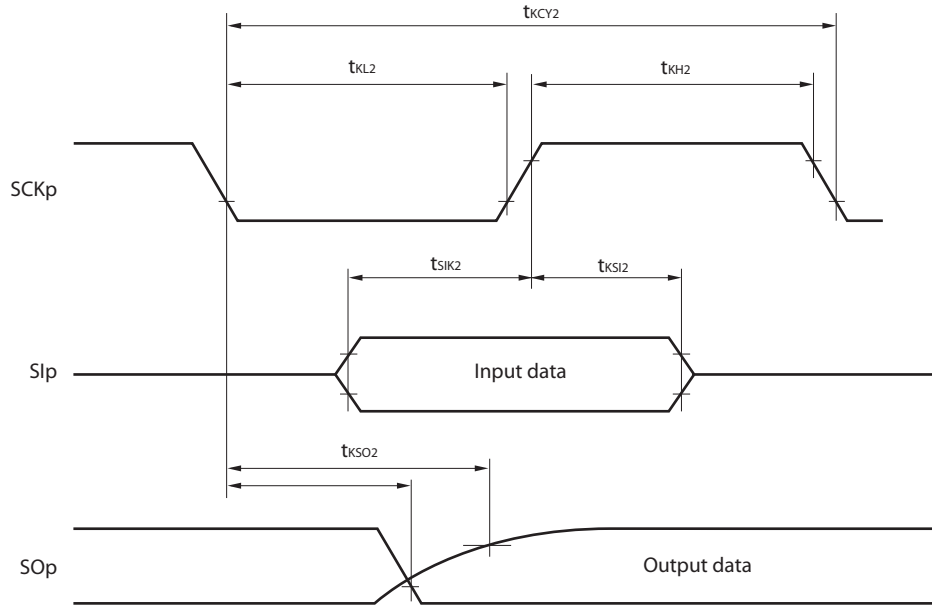 tKCY2
tKL2
tKH2
SCKp
tSIK2
tKSI2
SIp
Input data
tKSO2
SOp
Output data